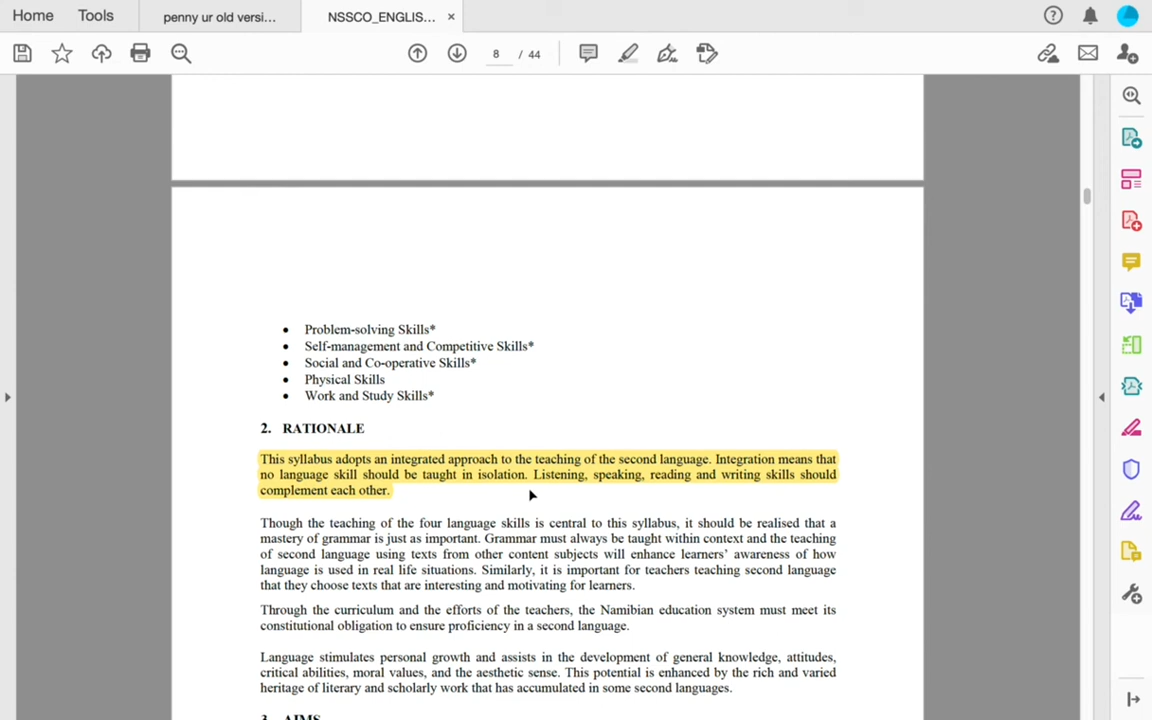 Home Tools penny ur old versi... NSSCO_ENGLIS... ×
8 / 44
• Problem-solving Skills*
• Self-management and Competitive Skills*
• Social and Co-operative Skills*
• Physical Skills
• Work and Study Skills*
2. RATIONALE
This syllabus adopts an integrated approach to the teaching of the second language. Integration means that
no language skill should be taught in isolation. Listening, speaking, reading and writing skills should
complement each other.
Though the teaching of the four language skills is central to this syllabus, it should be realised that a
mastery of grammar is just as important. Grammar must always be taught within context and the teaching
of second language using texts from other content subjects will enhance learners’ awareness of how
language is used in real life situations. Similarly, it is important for teachers teaching second language
that they choose texts that are interesting and motivating for learners.
Through the curriculum and the efforts of the teachers, the Namibian education system must meet its
constitutional obligation to ensure proficiency in a second language.
Language stimulates personal growth and assists in the development of general knowledge, attitudes,
critical abilities, moral values, and the aesthetic sense. This potential is enhanced by the rich and varied
heritage of literary and scholarly work that has accumulated in some second languages.
3. AIMS